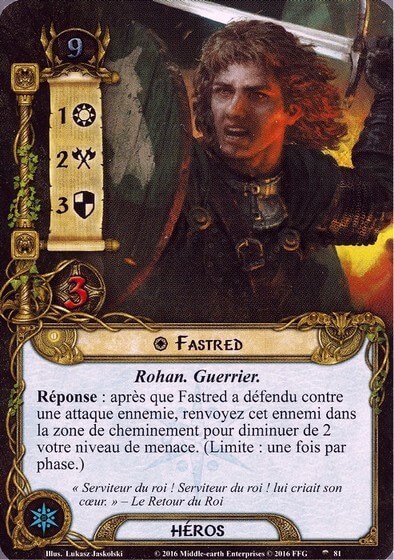 9
1
2
3
3
Fastred
Rohan. Guerrier.
Réponse : après que Fastred a défendu contre
une attaque ennemie, renvoyez cet ennemi dans
la zone de cheminement pour diminuer de 2
votre niveau de menace. (Limite : une fois par
phase.)
« Serviteur du roi ! Serviteur du roi ! lui criait son
cœur. » – Le Retour du Roi
HÉROS
Illus. Lukasz Jaskolski © 2016 Middle-earth Enterprises © 2016 FFG 81